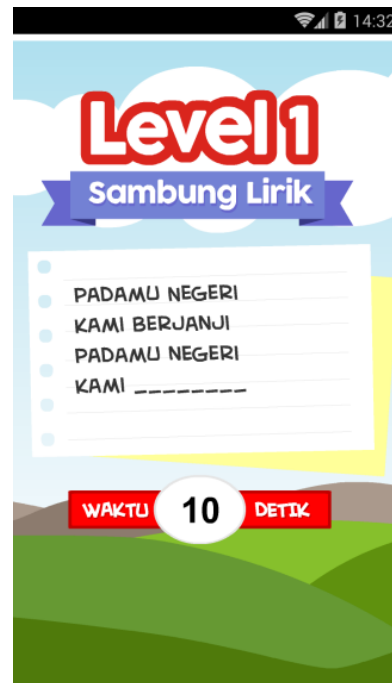 14:32
Level 1
Sambung Lirik
PADAMU NEGERI
KAMI BERJANJI
PADAMU NEGERI
KAMI ________
WAKTU 10 DETIK